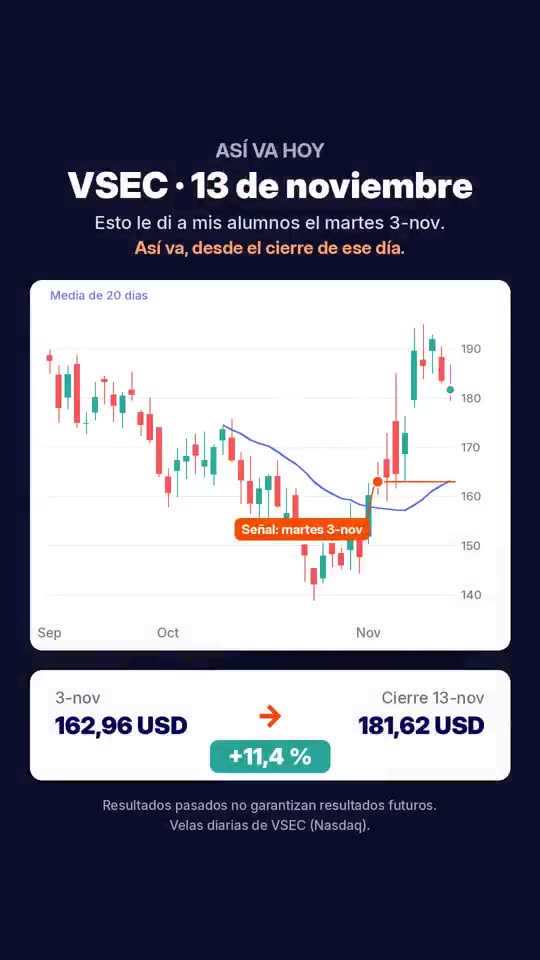 ASÍ VA HOY
VSEC · 13 de noviembre
Esto le di a mis alumnos el martes 3-nov.
Así va, desde el cierre de ese día.
Media de 20 días
190
180
170
160
150
140
Señal: martes 3-nov
Sep
Oct
Nov
3-nov
162,96 USD
→
Cierre 13-nov
181,62 USD
+11,4 %
Resultados pasados no garantizan resultados futuros.
Velas diarias de VSEC (Nasdaq).